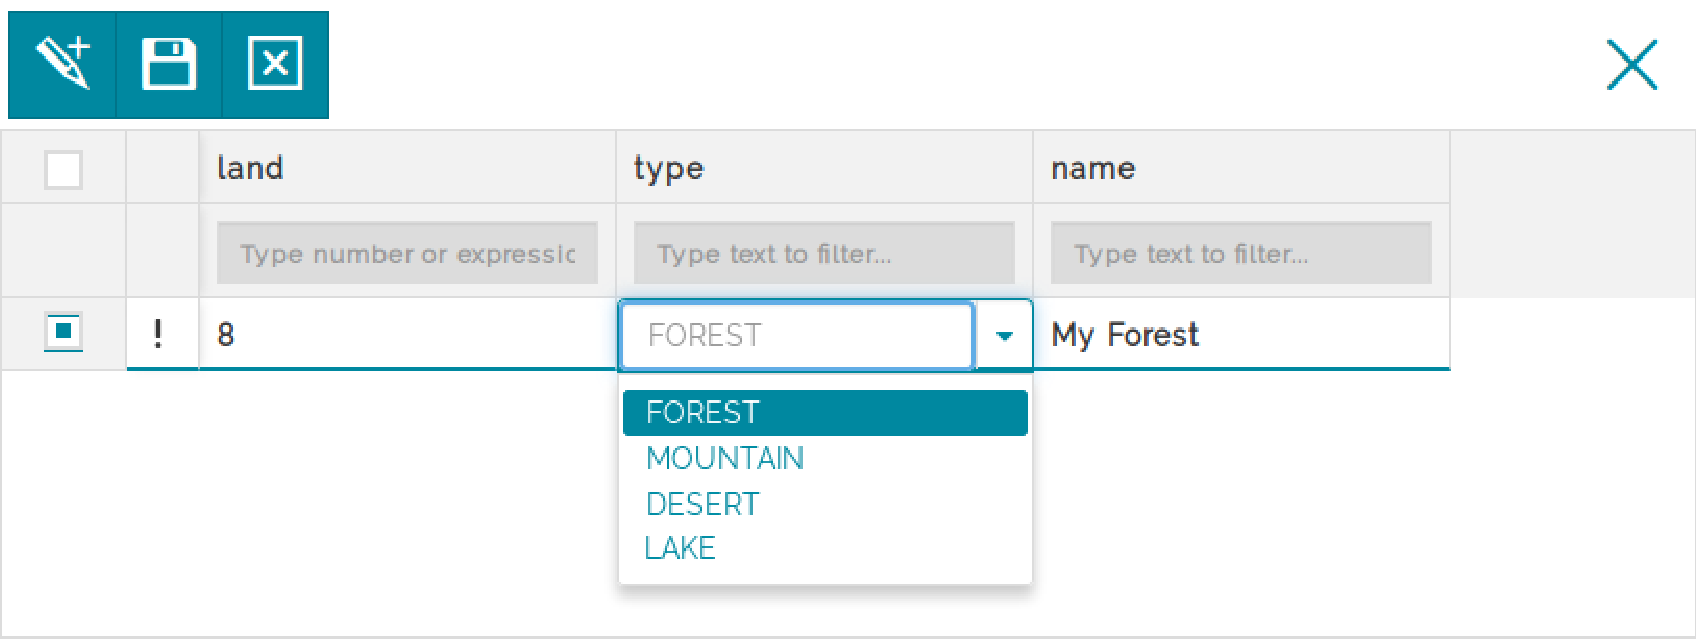 land type name
Type number or expressic Type text to filter... Type text to filter...
! 8 FOREST My Forest
FOREST
MOUNTAIN
DESERT
LAKE